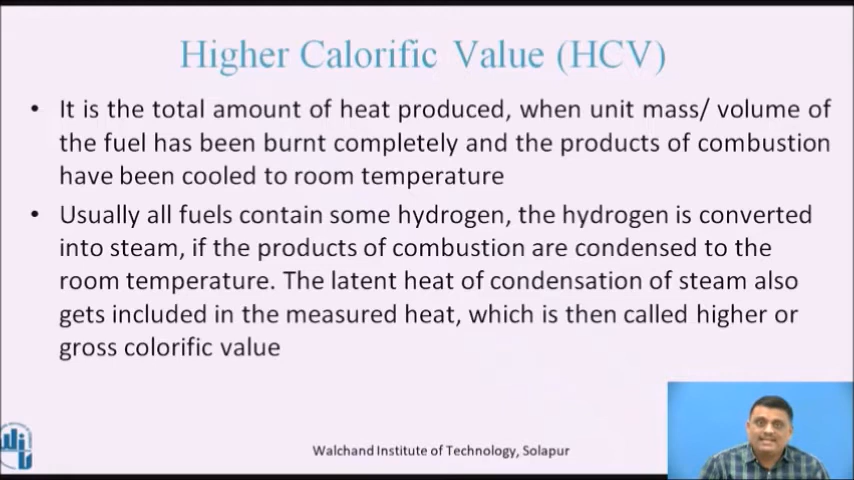 Higher Calorific Value (HCV)
• It is the total amount of heat produced, when unit mass/ volume of
the fuel has been burnt completely and the products of combustion
have been cooled to room temperature
• Usually all fuels contain some hydrogen, the hydrogen is converted
into steam, if the products of combustion are condensed to the
room temperature. The latent heat of condensation of steam also
gets included in the measured heat, which is then called higher or
gross colorific value
Walchand Institute of Technology, Solapur